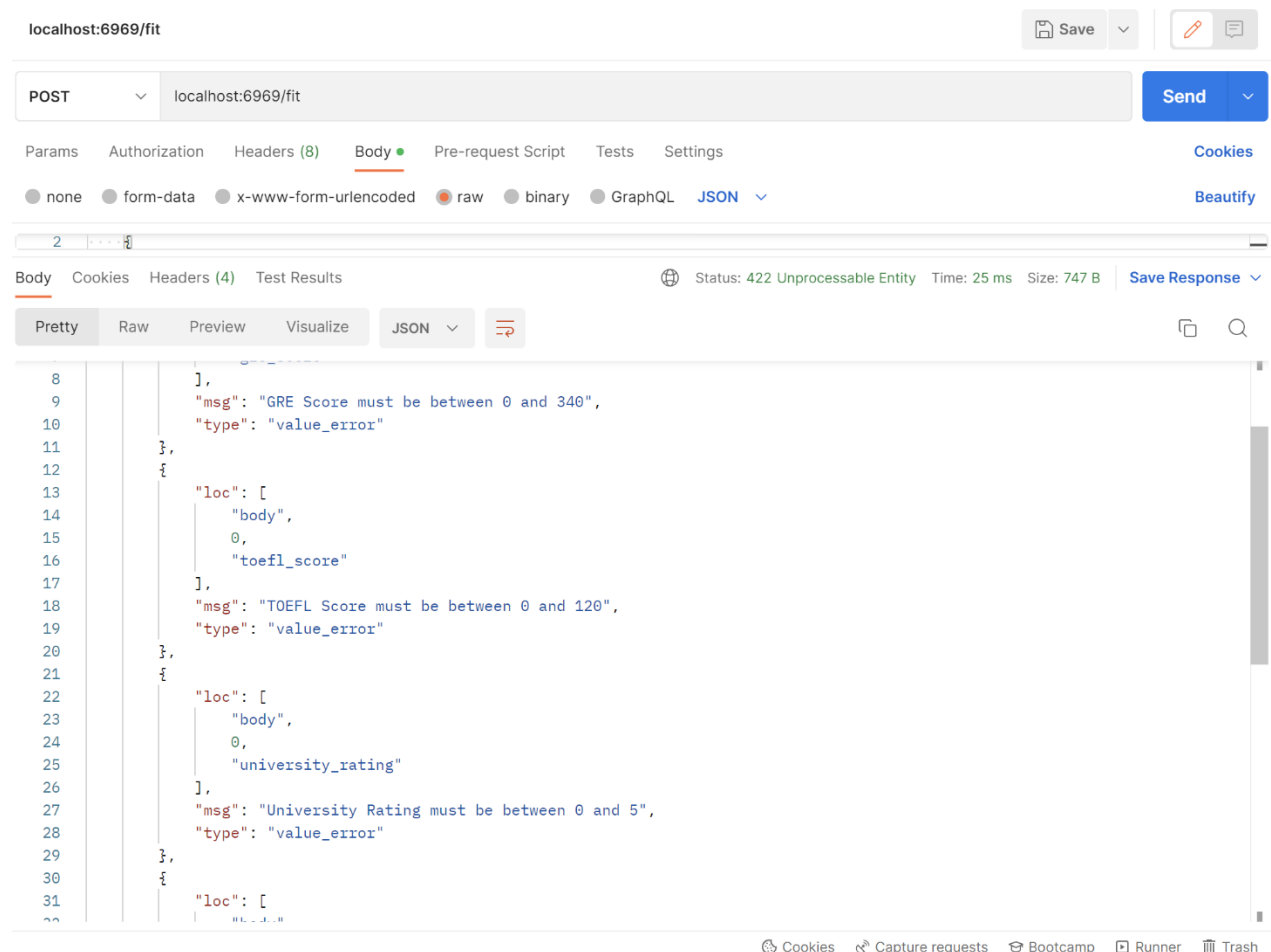 localhost:6969/fit
Save
POST localhost:6969/fit Send
Params Authorization Headers (8) Body Pre-request Script Tests Settings Cookies
none form-data x-www-form-urlencoded raw binary GraphQL JSON Beautify
2 {
Body Cookies Headers (4) Test Results Status: 422 Unprocessable Entity Time: 25 ms Size: 747 B Save Response
Pretty Raw Preview Visualize JSON
8 ],
9 "msg": "GRE Score must be between 0 and 340",
10 "type": "value_error"
11 },
12 {
13 "loc": [
14 "body",
15 0,
16 "toefl_score"
17 ],
18 "msg": "TOEFL Score must be between 0 and 120",
19 "type": "value_error"
20 },
21 {
22 "loc": [
23 "body",
24 0,
25 "university_rating"
26 ],
27 "msg": "University Rating must be between 0 and 5",
28 "type": "value_error"
29 },
30 {
31 "loc": [
Cookies Capture requests Bootcamp Runner Trash